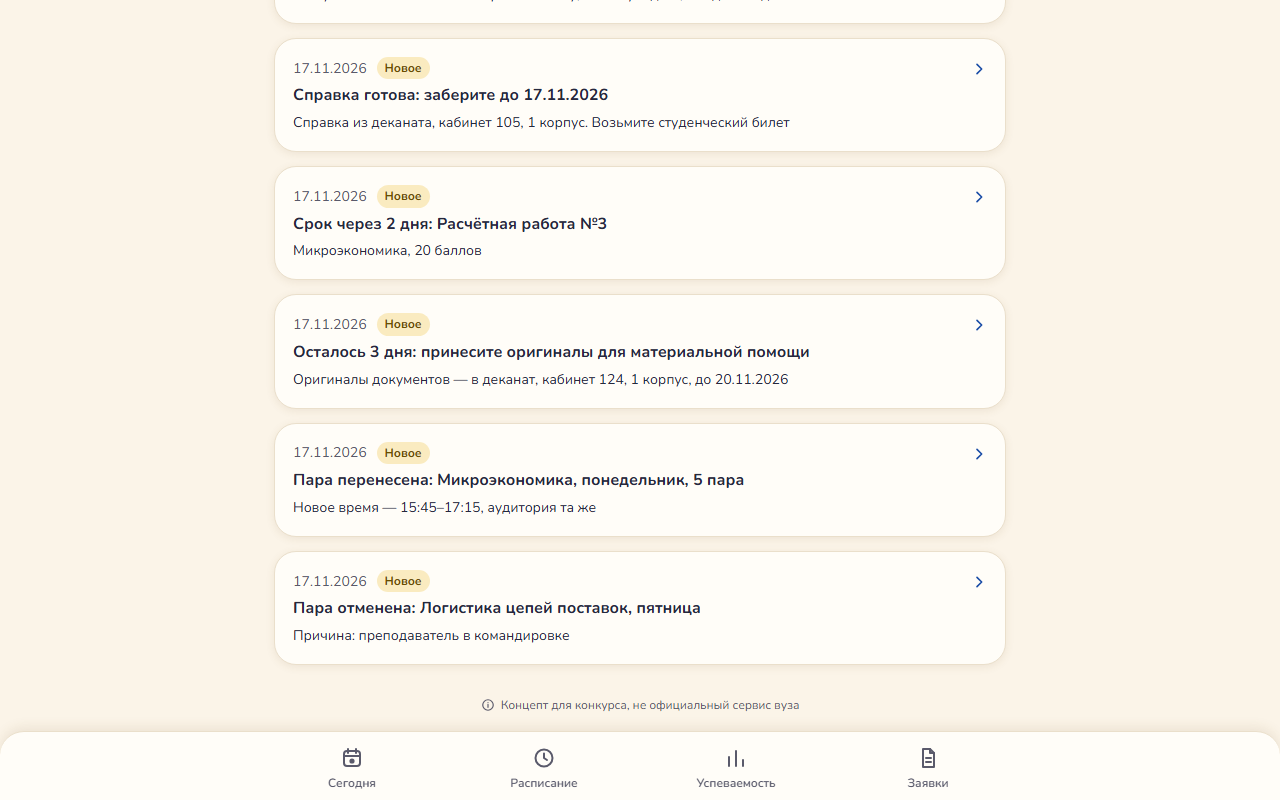 17.11.2026 Новое
Справка готова: заберите до 17.11.2026
Справка из деканата, кабинет 105, 1 корпус. Возьмите студенческий билет
17.11.2026 Новое
Срок через 2 дня: Расчётная работа №3
Микроэкономика, 20 баллов
17.11.2026 Новое
Осталось 3 дня: принесите оригиналы для материальной помощи
Оригиналы документов — в деканат, кабинет 124, 1 корпус, до 20.11.2026
17.11.2026 Новое
Пара перенесена: Микроэкономика, понедельник, 5 пара
Новое время — 15:45–17:15, аудитория та же
17.11.2026 Новое
Пара отменена: Логистика цепей поставок, пятница
Причина: преподаватель в командировке
Концепт для конкурса, не официальный сервис вуза
Сегодня Расписание Успеваемость Заявки